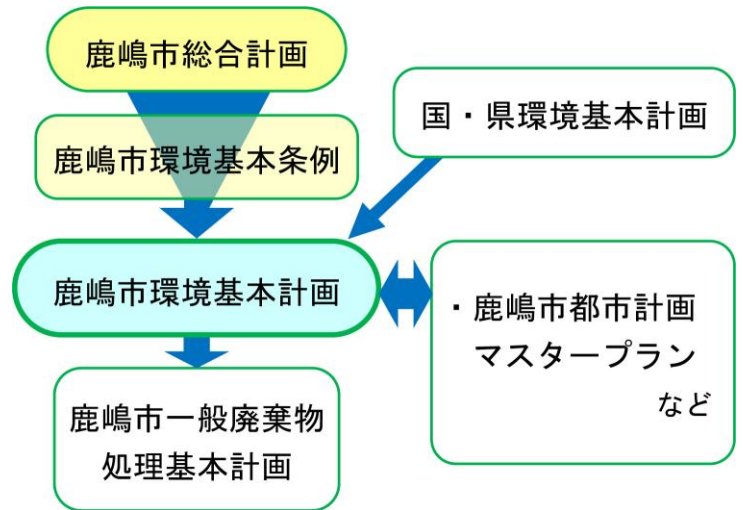 鹿嶋市総合計画
国・県環境基本計画
鹿嶋市環境基本条例
鹿嶋市環境基本計画
・鹿嶋市都市計画
マスタープラン
など
鹿嶋市一般廃棄物
処理基本計画